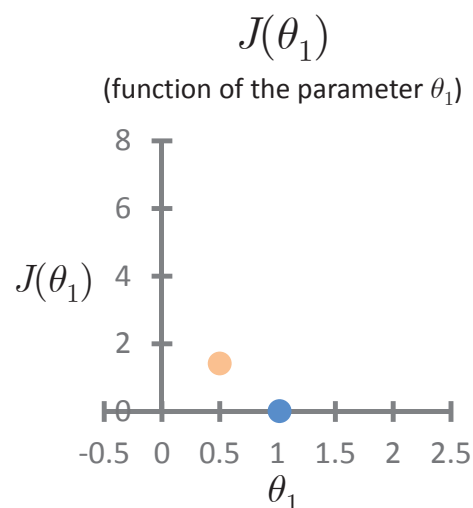 J(θ₁)
(function of the parameter θ₁)
8
6
J(θ₁)
4
2
0
-0.5 0 0.5 1 1.5 2 2.5
θ₁